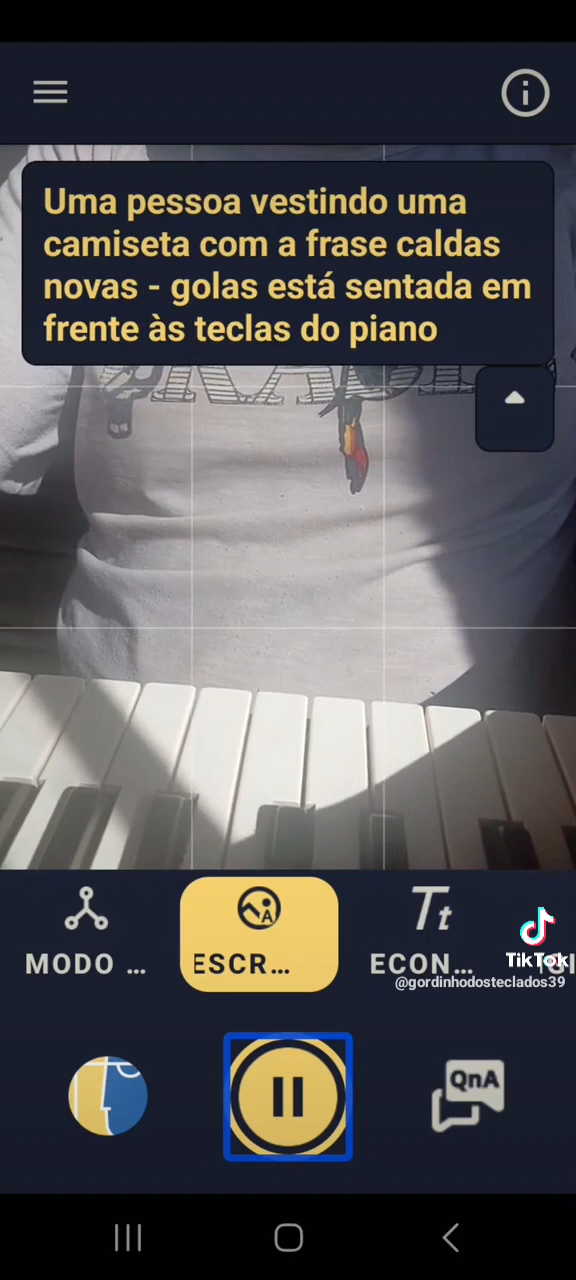 Uma pessoa vestindo uma
camiseta com a frase caldas
novas - golas está sentada em
frente às teclas do piano
MODO ...
ESCR...
ECON...
TikTok
@gordinhodosteclados39
QnA